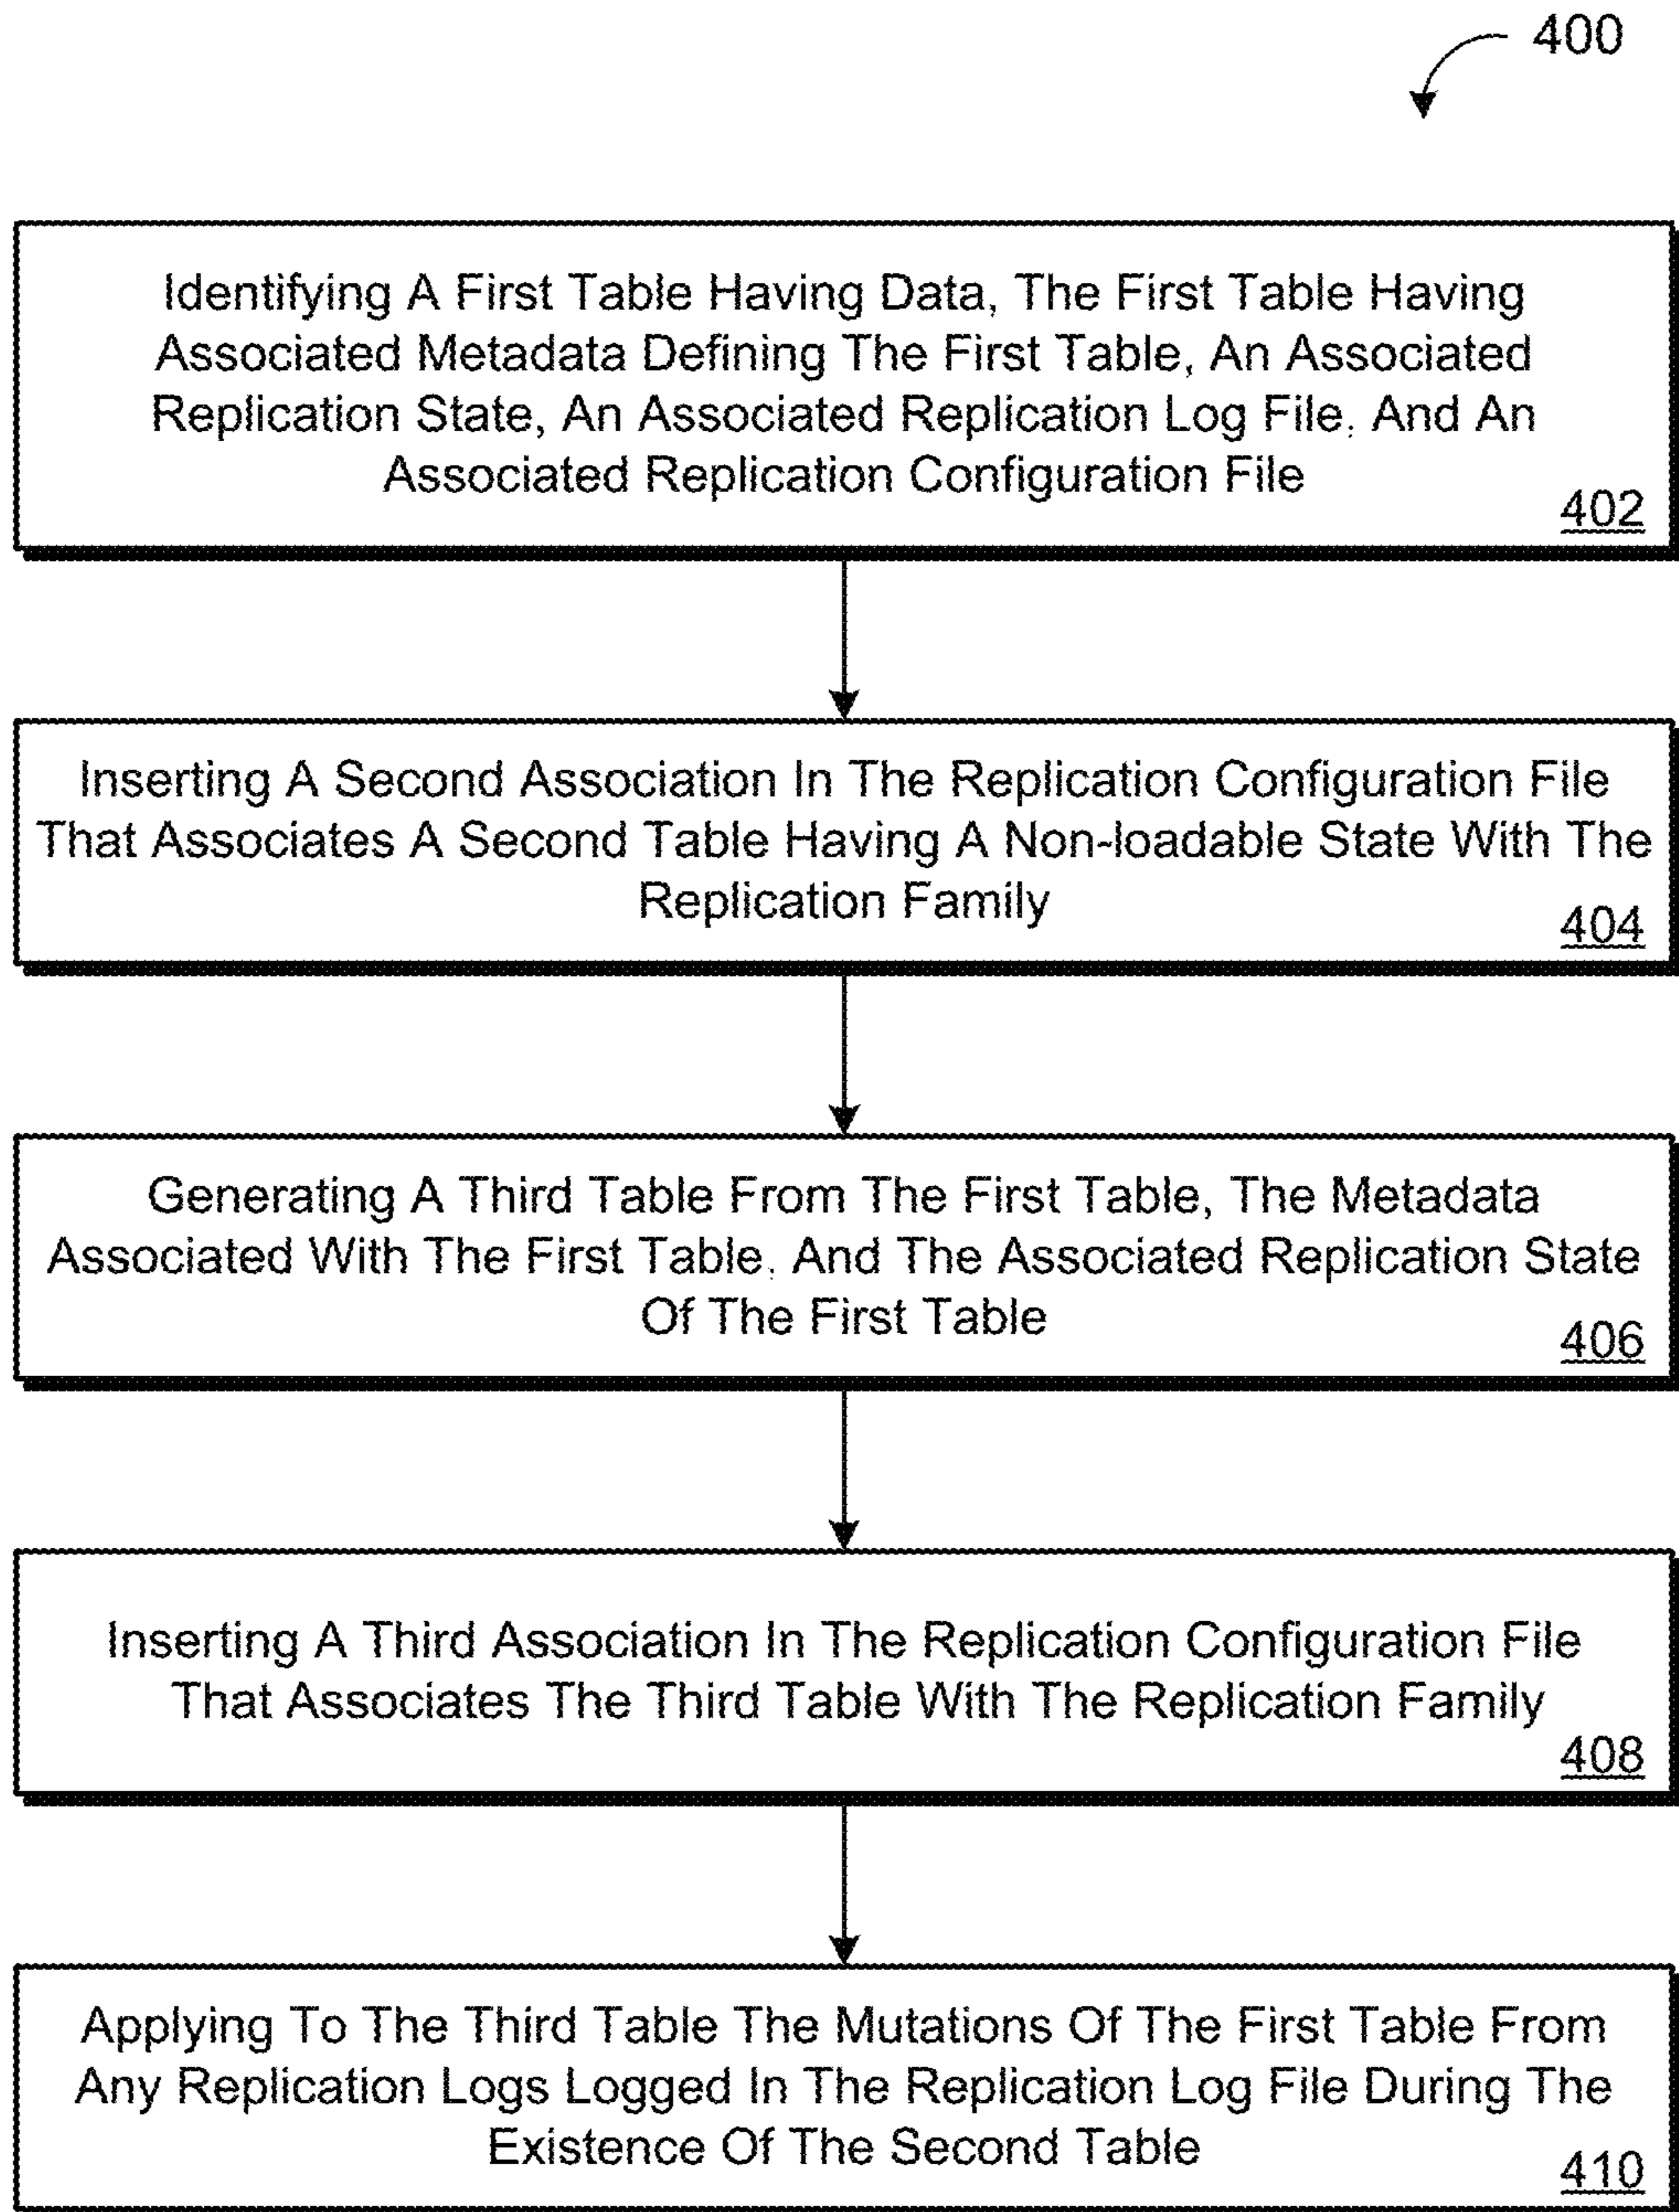 400
Identifying A First Table Having Data, The First Table Having
Associated Metadata Defining The First Table, An Associated
Replication State, An Associated Replication Log File, And An
Associated Replication Configuration File
402
Inserting A Second Association In The Replication Configuration File
That Associates A Second Table Having A Non-loadable State With The
Replication Family
404
Generating A Third Table From The First Table, The Metadata
Associated With The First Table, And The Associated Replication State
Of The First Table
406
Inserting A Third Association In The Replication Configuration File
That Associates The Third Table With The Replication Family
408
Applying To The Third Table The Mutations Of The First Table From
Any Replication Logs Logged In The Replication Log File During The
Existence Of The Second Table
410